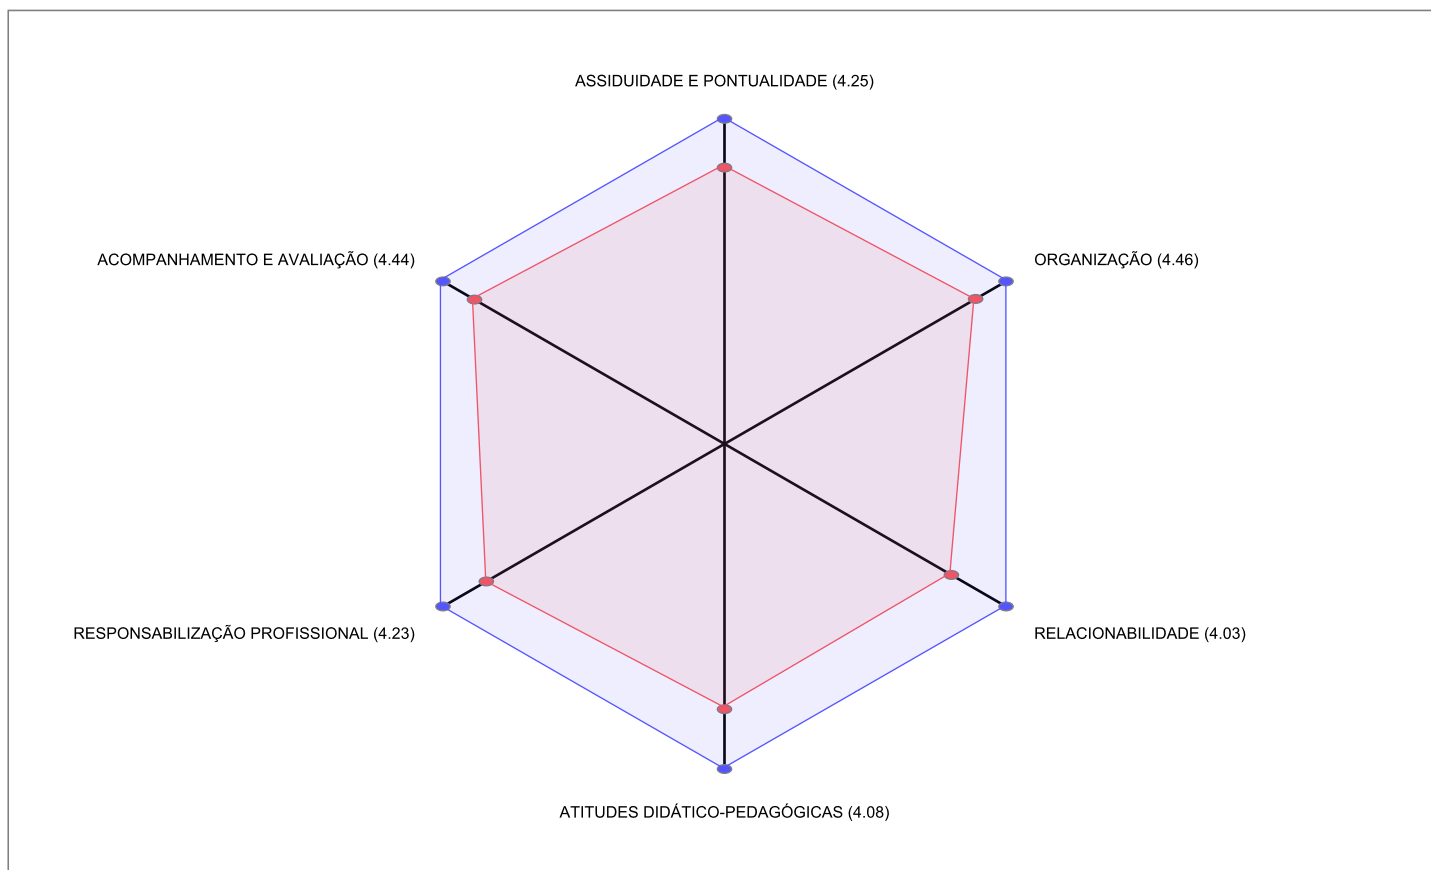 ASSIDUIDADE E PONTUALIDADE (4.25)
ACOMPANHAMENTO E AVALIAÇÃO (4.44)
ORGANIZAÇÃO (4.46)
RESPONSABILIZAÇÃO PROFISSIONAL (4.23)
RELACIONABILIDADE (4.03)
ATITUDES DIDÁTICO-PEDAGÓGICAS (4.08)